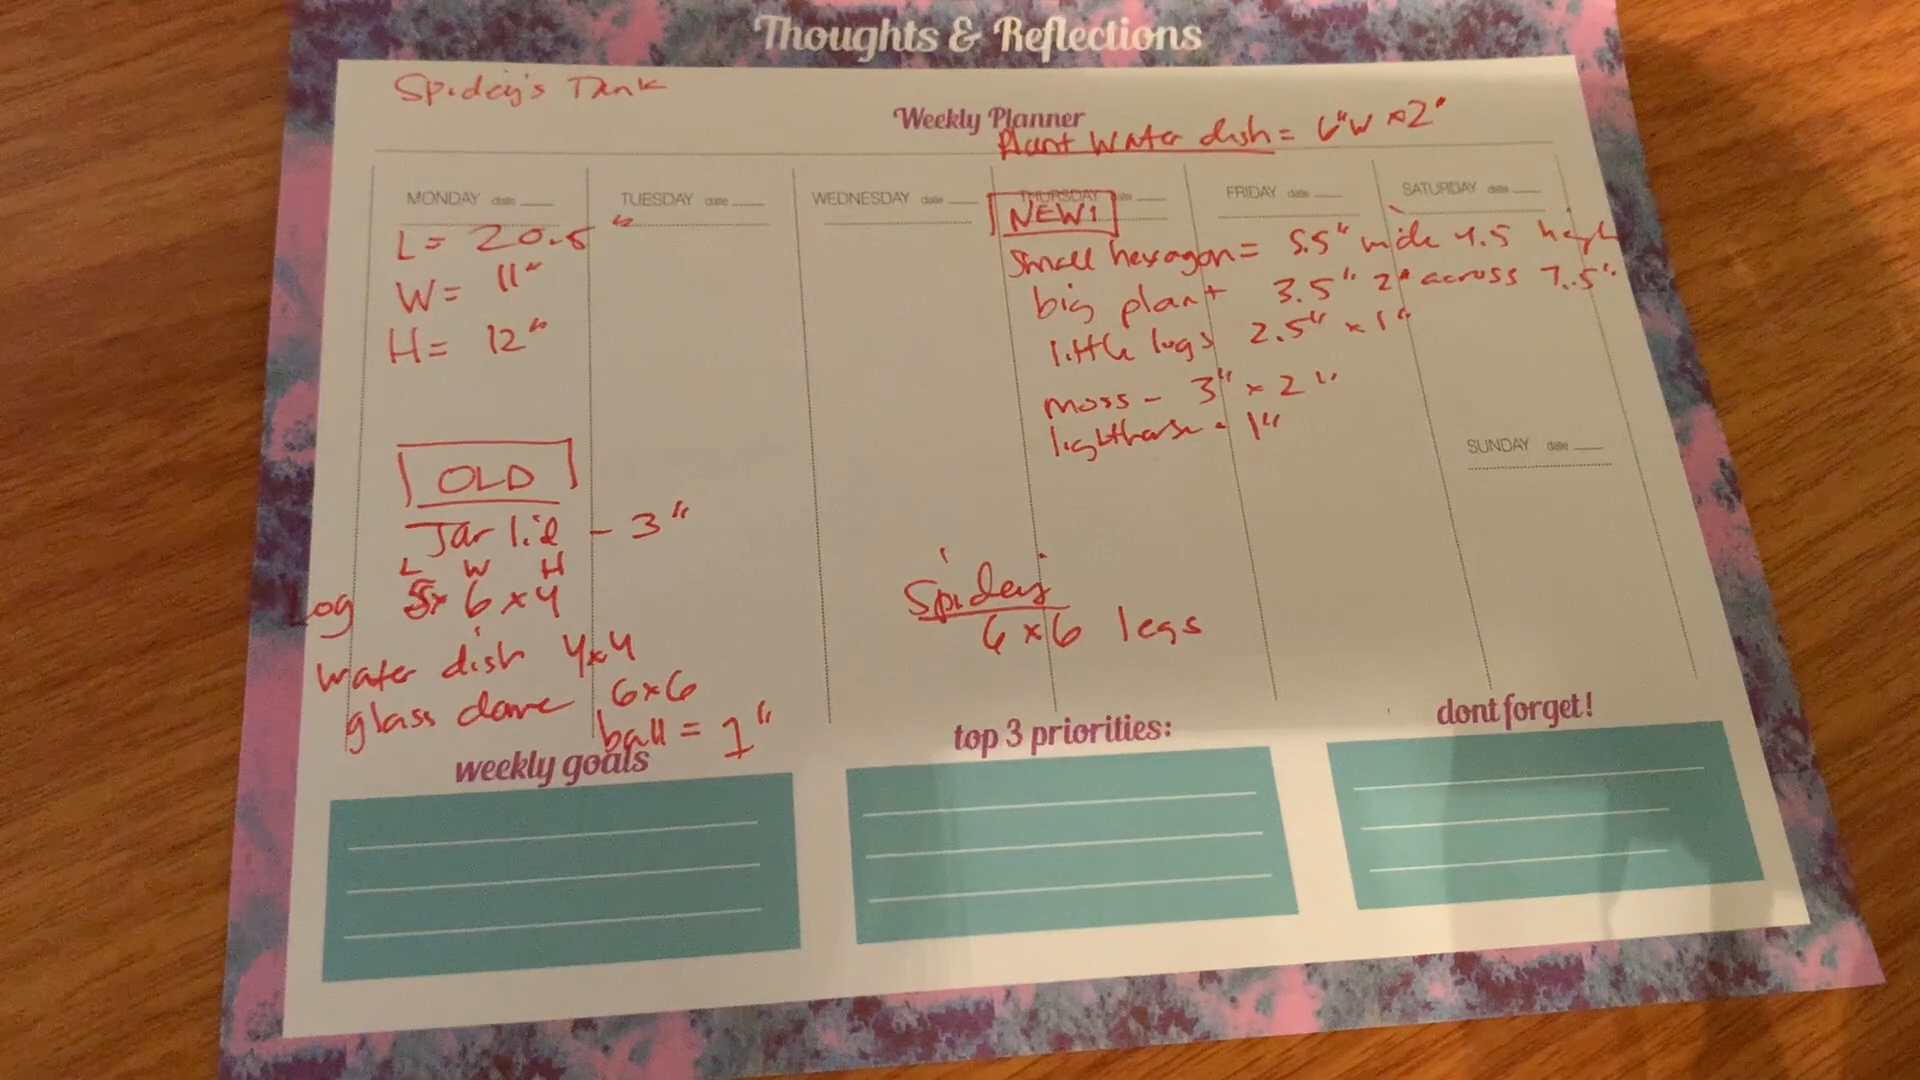 Thoughts & Reflections
Spidey's Tank
Weekly Planner
Plant Water dish = 6"W x 2"
MONDAY date
TUESDAY date
WEDNESDAY date
THURSDAY date
FRIDAY date
SATURDAY date
L = 20.5"
W = 11"
H = 12"
NEW!
Small hexagon = 5.5" wide 4.5 high
big plant 3.5" 2" across 7.5"
little logs 2.5" x 1"
moss - 3" x 2"
lighthouse - 1"
SUNDAY date
OLD
Jar lid - 3"
L W H
Log 5 x 6 x 4
water dish 4x4
glass dome 6x6
ball = 1"
Spidey
6 x 6 legs
weekly goals
top 3 priorities:
dont forget!